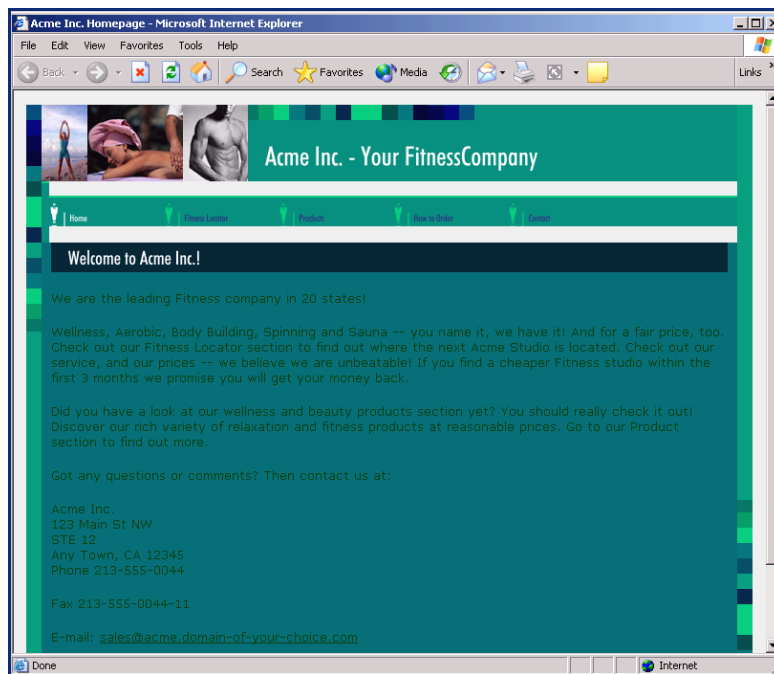 Acme Inc. Homepage - Microsoft Internet Explorer
File Edit View Favorites Tools Help
Back Search Favorites Media Links
Acme Inc. - Your FitnessCompany
Home Fitness Locator Products How to Order Contact
Welcome to Acme Inc.!
We are the leading Fitness company in 20 states!
Wellness, Aerobic, Body Building, Spinning and Sauna -- you name it, we have it! And for a fair price, too.
Check out our Fitness Locator section to find out where the next Acme Studio is located. Check out our
service, and our prices -- we believe we are unbeatable! If you find a cheaper Fitness studio within the
first 3 months we promise you will get your money back.
Did you have a look at our wellness and beauty products section yet? You should really check it out!
Discover our rich variety of relaxation and fitness products at reasonable prices. Go to our Product
section to find out more.
Got any questions or comments? Then contact us at:
Acme Inc.
123 Main St NW
STE 12
Any Town, CA 12345
Phone 213-555-0044
Fax 213-555-0044-11
E-mail: sales@acme.domain-of-your-choice.com
Done Internet